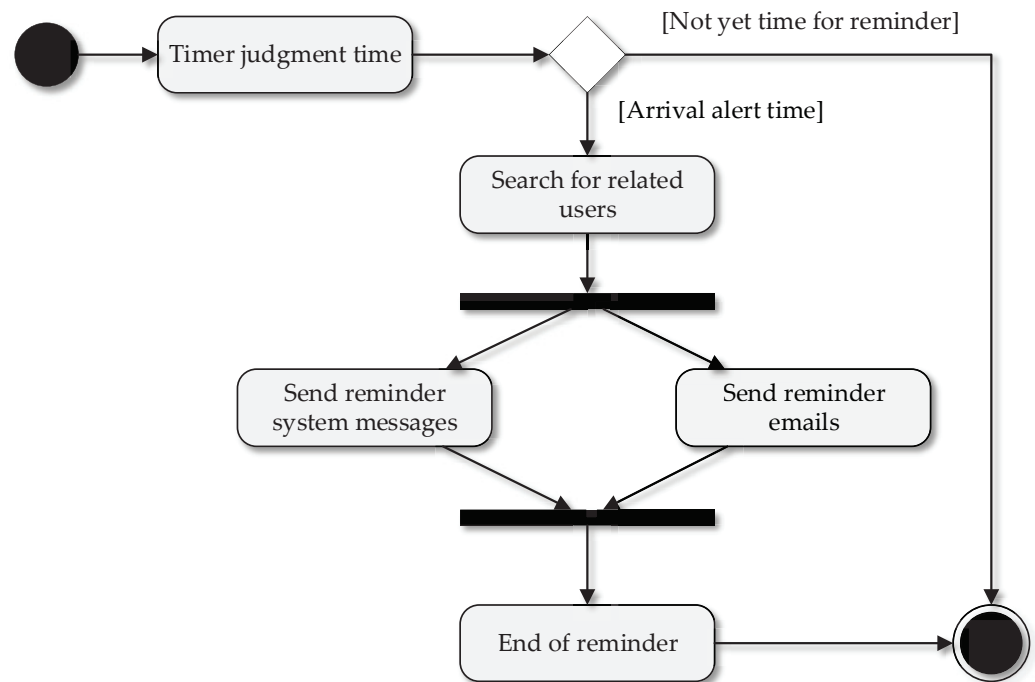 [Not yet time for reminder]
Timer judgment time
[Arrival alert time]
Search for related
users
Send reminder
system messages
Send reminder
emails
End of reminder